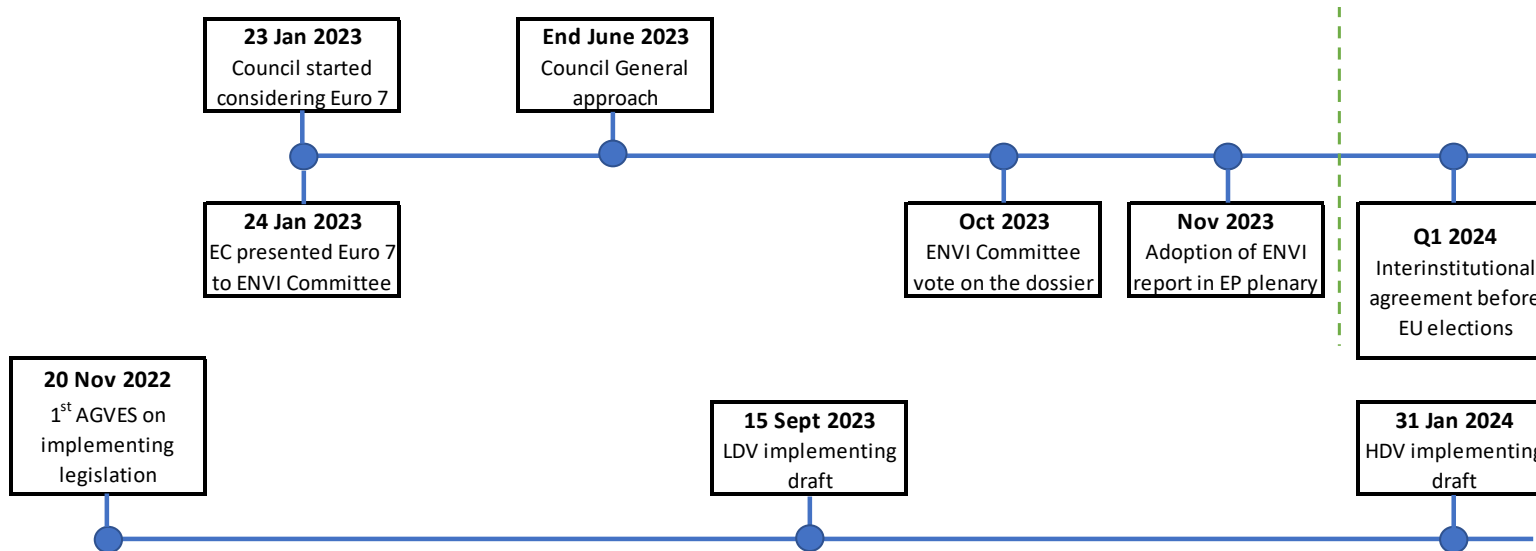 23 Jan 2023
Council started
considering Euro 7
End June 2023
Council General
approach
24 Jan 2023
EC presented Euro 7
to ENVI Committee
Oct 2023
ENVI Committee
vote on the dossier
Nov 2023
Adoption of ENVI
report in EP plenary
Q1 2024
Interinstitutional
agreement before
EU elections
20 Nov 2022
1st AGVES on
implementing
legislation
15 Sept 2023
LDV implementing
draft
31 Jan 2024
HDV implementing
draft